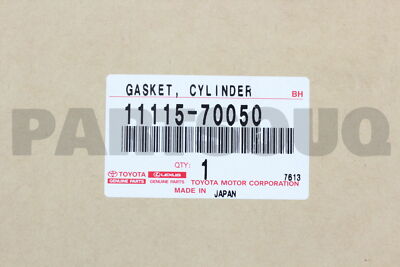 GASKET, CYLINDER BH
11115-70050
PARTSOUQ
QTY: 1
7613
TOYOTA LEXUS
GENUINE PARTS GENUINE PARTS TOYOTA MOTOR CORPORATION
MADE IN JAPAN